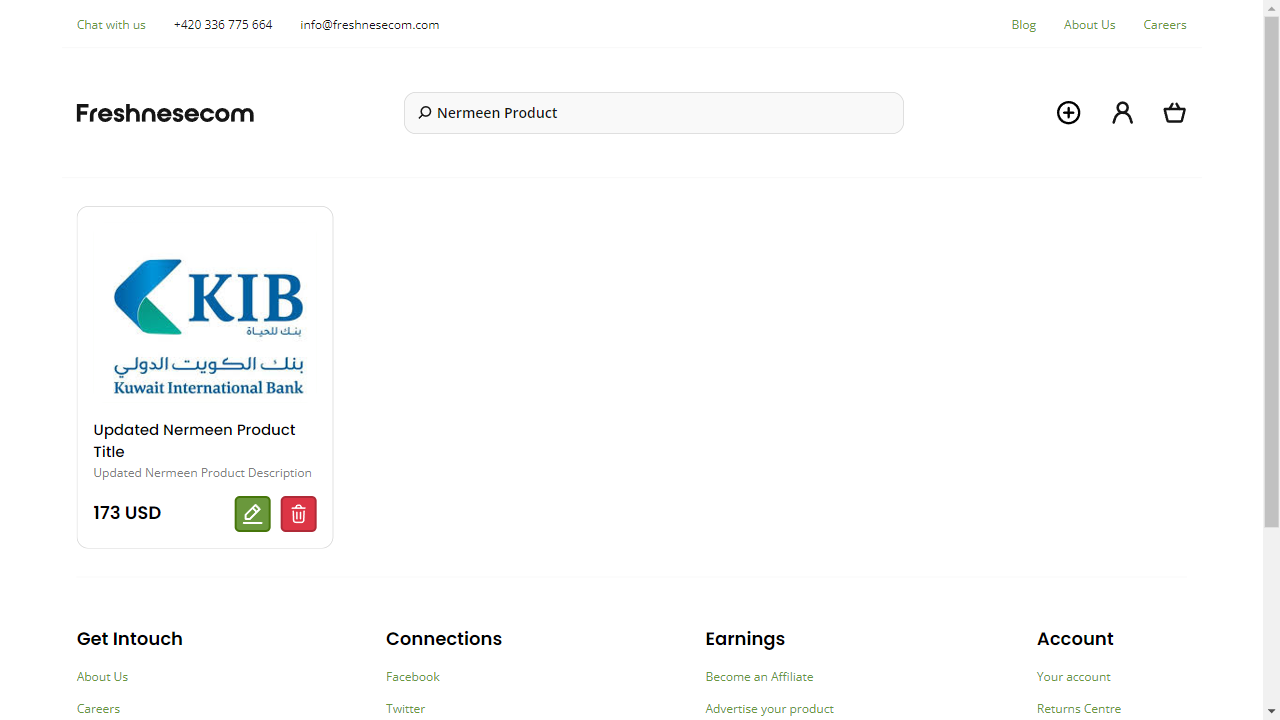 Chat with us +420 336 775 664 info@freshnesecom.com Blog About Us Careers
Freshnesecom Nermeen Product
KIB
بنك للحياة
بنك الكويت الدولي
Kuwait International Bank
Updated Nermeen Product
Title
Updated Nermeen Product Description
173 USD
Get Intouch Connections Earnings Account
About Us Facebook Become an Affiliate Your account
Careers Twitter Advertise your product Returns Centre